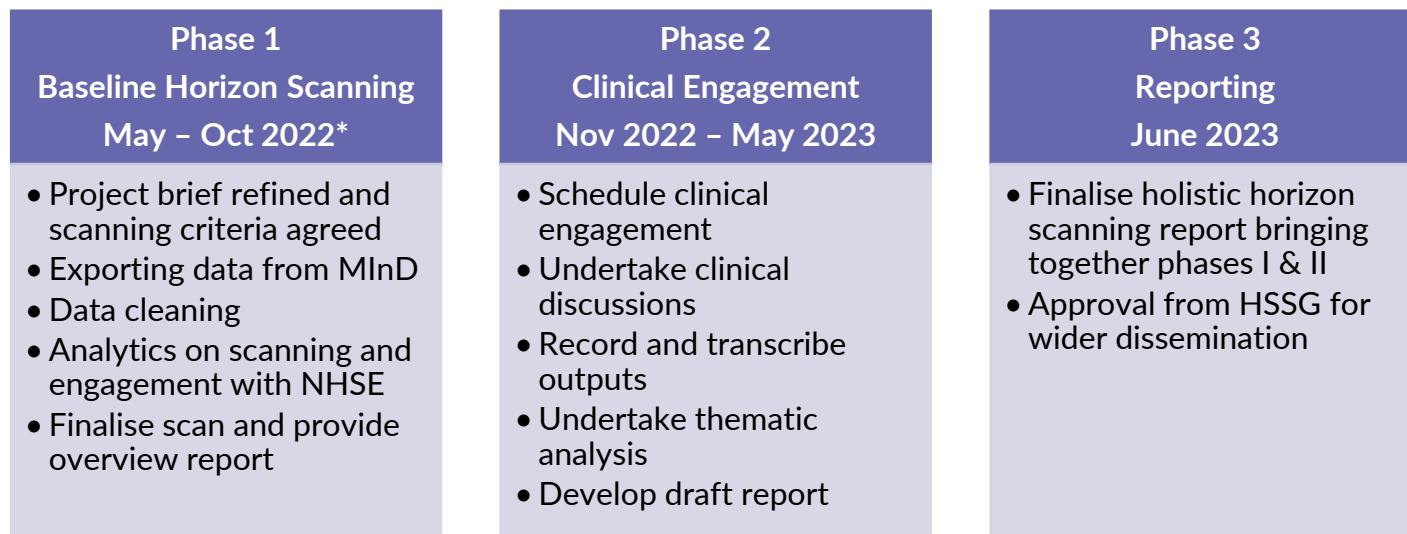 Phase 1
Baseline Horizon Scanning
May – Oct 2022*
• Project brief refined and
scanning criteria agreed
• Exporting data from MInD
• Data cleaning
• Analytics on scanning and
engagement with NHSE
• Finalise scan and provide
overview report
Phase 2
Clinical Engagement
Nov 2022 – May 2023
• Schedule clinical
engagement
• Undertake clinical
discussions
• Record and transcribe
outputs
• Undertake thematic
analysis
• Develop draft report
Phase 3
Reporting
June 2023
• Finalise holistic horizon
scanning report bringing
together phases I & II
• Approval from HSSG for
wider dissemination